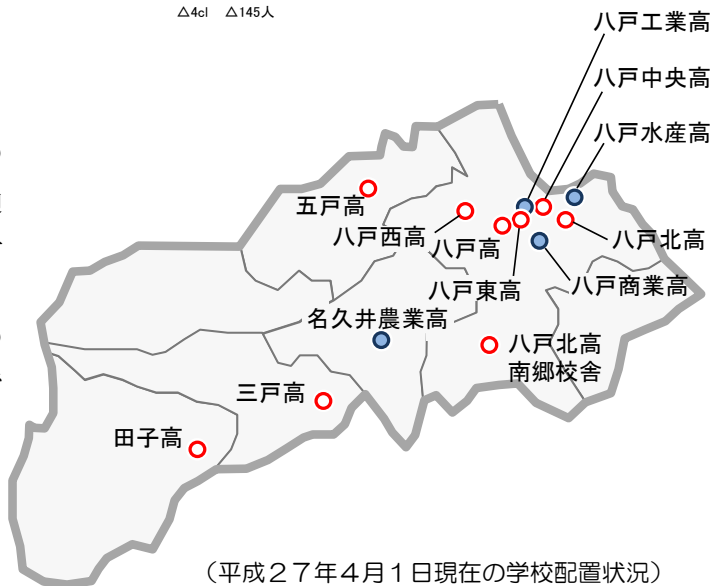 △4cl △145人
八戸工業高
八戸中央高
八戸水産高
五戸高
八戸西高
八戸高
八戸北高
八戸東高
八戸商業高
名久井農業高
八戸北高
南郷校舎
三戸高
田子高
（平成２７年４月１日現在の学校配置状況）